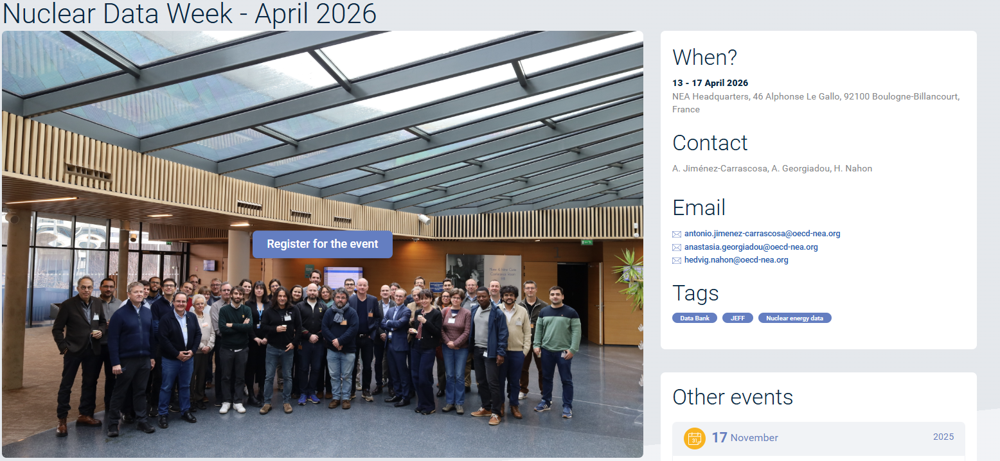 Nuclear Data Week - April 2026
Register for the event
When?
13 - 17 April 2026
NEA Headquarters, 46 Alphonse Le Gallo, 92100 Boulogne-Billancourt,
France
Contact
A. Jiménez-Carrascosa, A. Georgiadou, H. Nahon
Email
antonio.jimenez-carrascosa@oecd-nea.org
anastasia.georgiadou@oecd-nea.org
hedvig.nahon@oecd-nea.org
Tags
Data Bank JEFF Nuclear energy data
Other events
31 17 November 2025